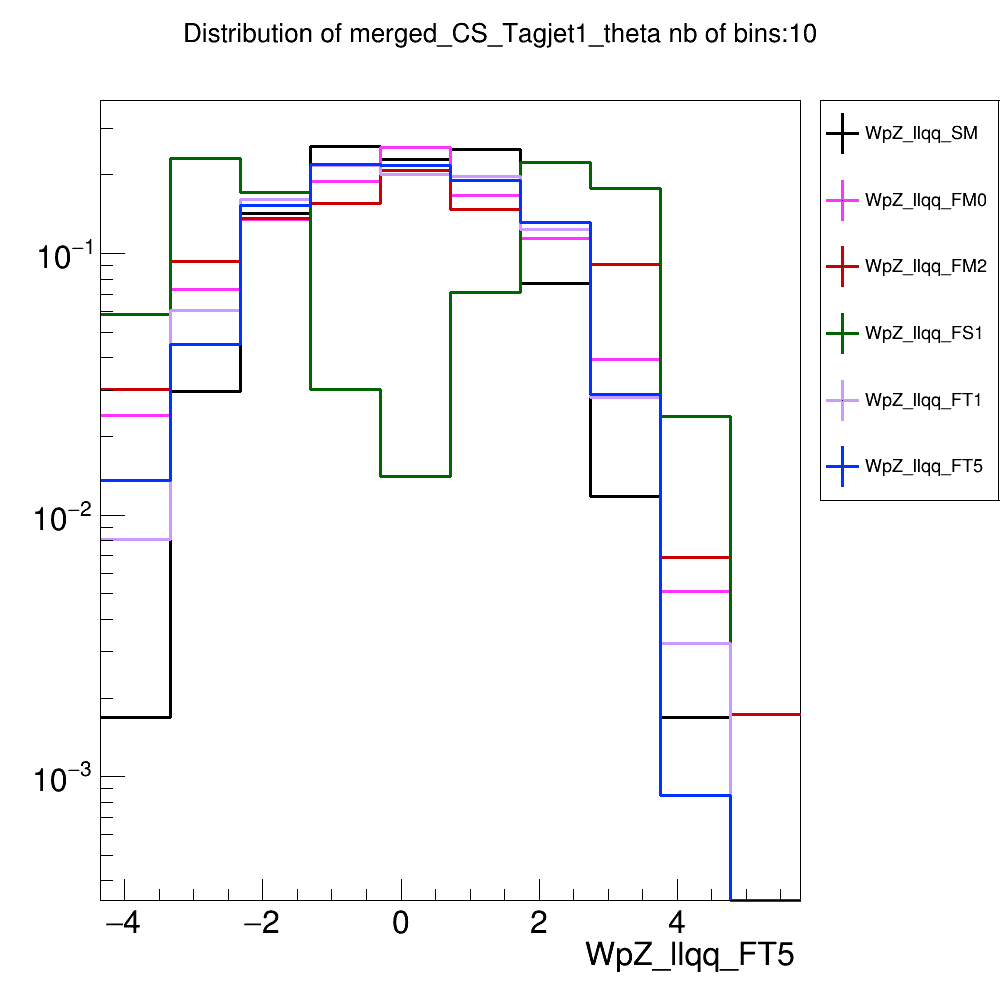 Distribution of merged_CS_Tagjet1_theta nb of bins:10
WpZ_llqq_SM
WpZ_llqq_FM0
WpZ_llqq_FM2
WpZ_llqq_FS1
WpZ_llqq_FT1
WpZ_llqq_FT5
10⁻¹
10⁻²
10⁻³
−4 −2 0 2 4
WpZ_llqq_FT5